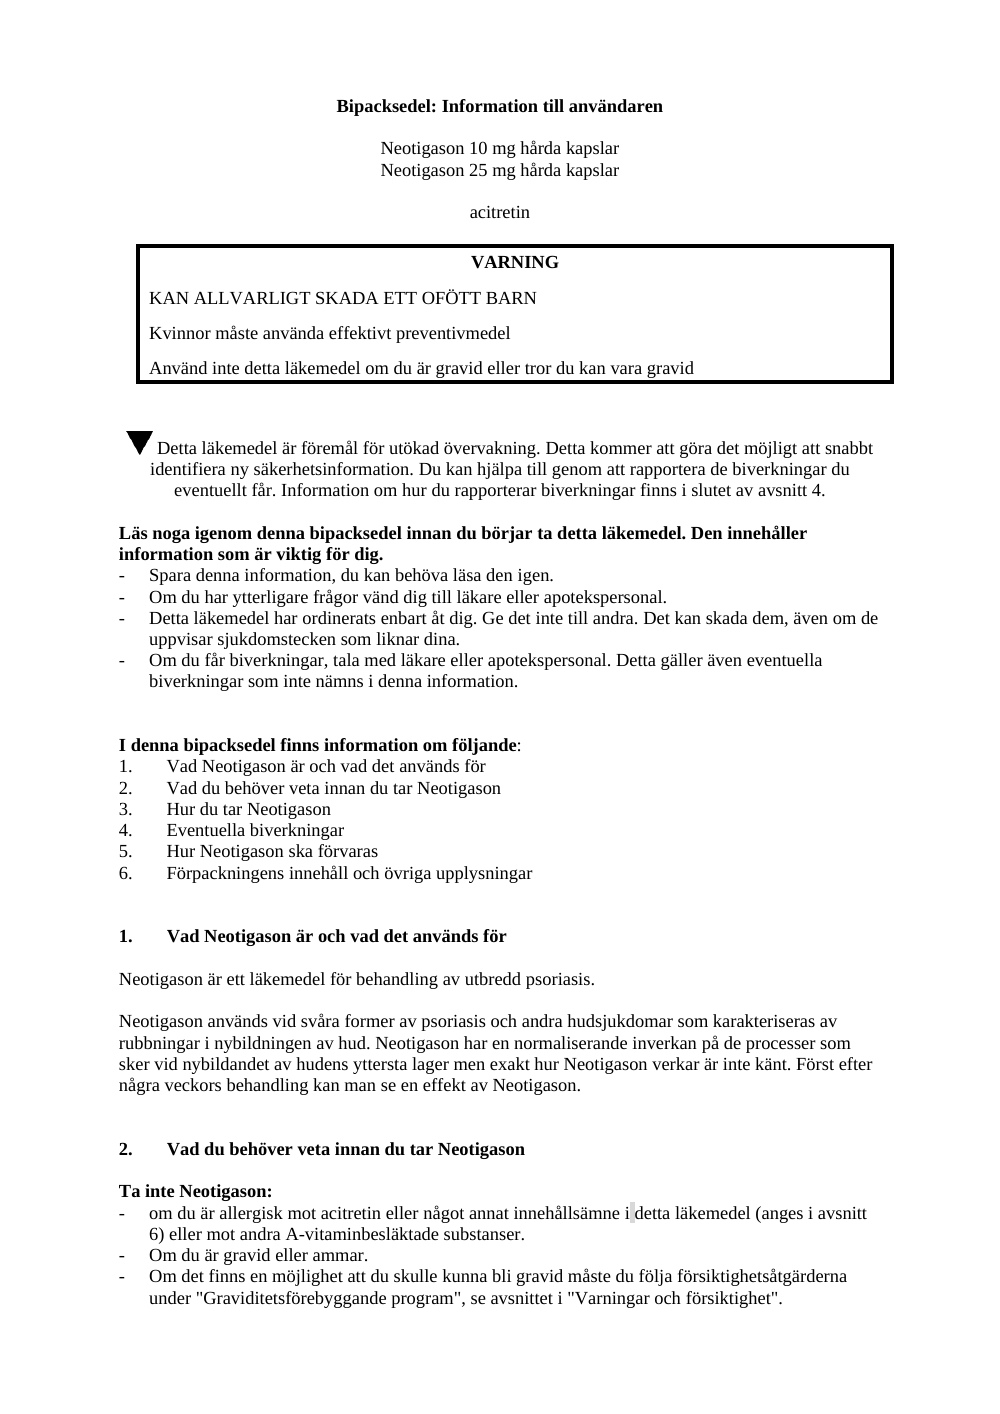 Bipacksedel: Information till användaren
Neotigason 10 mg hårda kapslar
Neotigason 25 mg hårda kapslar
acitretin
VARNING
KAN ALLVARLIGT SKADA ETT OFÖTT BARN
Kvinnor måste använda effektivt preventivmedel
Använd inte detta läkemedel om du är gravid eller tror du kan vara gravid
Detta läkemedel är föremål för utökad övervakning. Detta kommer att göra det möjligt att snabbt
identifiera ny säkerhetsinformation. Du kan hjälpa till genom att rapportera de biverkningar du
eventuellt får. Information om hur du rapporterar biverkningar finns i slutet av avsnitt 4.
Läs noga igenom denna bipacksedel innan du börjar ta detta läkemedel. Den innehåller
information som är viktig för dig.
- Spara denna information, du kan behöva läsa den igen.
- Om du har ytterligare frågor vänd dig till läkare eller apotekspersonal.
- Detta läkemedel har ordinerats enbart åt dig. Ge det inte till andra. Det kan skada dem, även om de
uppvisar sjukdomstecken som liknar dina.
- Om du får biverkningar, tala med läkare eller apotekspersonal. Detta gäller även eventuella
biverkningar som inte nämns i denna information.
I denna bipacksedel finns information om följande:
1. Vad Neotigason är och vad det används för
2. Vad du behöver veta innan du tar Neotigason
3. Hur du tar Neotigason
4. Eventuella biverkningar
5. Hur Neotigason ska förvaras
6. Förpackningens innehåll och övriga upplysningar
1. Vad Neotigason är och vad det används för
Neotigason är ett läkemedel för behandling av utbredd psoriasis.
Neotigason används vid svåra former av psoriasis och andra hudsjukdomar som karakteriseras av
rubbningar i nybildningen av hud. Neotigason har en normaliserande inverkan på de processer som
sker vid nybildandet av hudens yttersta lager men exakt hur Neotigason verkar är inte känt. Först efter
några veckors behandling kan man se en effekt av Neotigason.
2. Vad du behöver veta innan du tar Neotigason
Ta inte Neotigason:
- om du är allergisk mot acitretin eller något annat innehållsämne i detta läkemedel (anges i avsnitt
6) eller mot andra A-vitaminbesläktade substanser.
- Om du är gravid eller ammar.
- Om det finns en möjlighet att du skulle kunna bli gravid måste du följa försiktighetsåtgärderna
under "Graviditetsförebyggande program", se avsnittet i "Varningar och försiktighet".